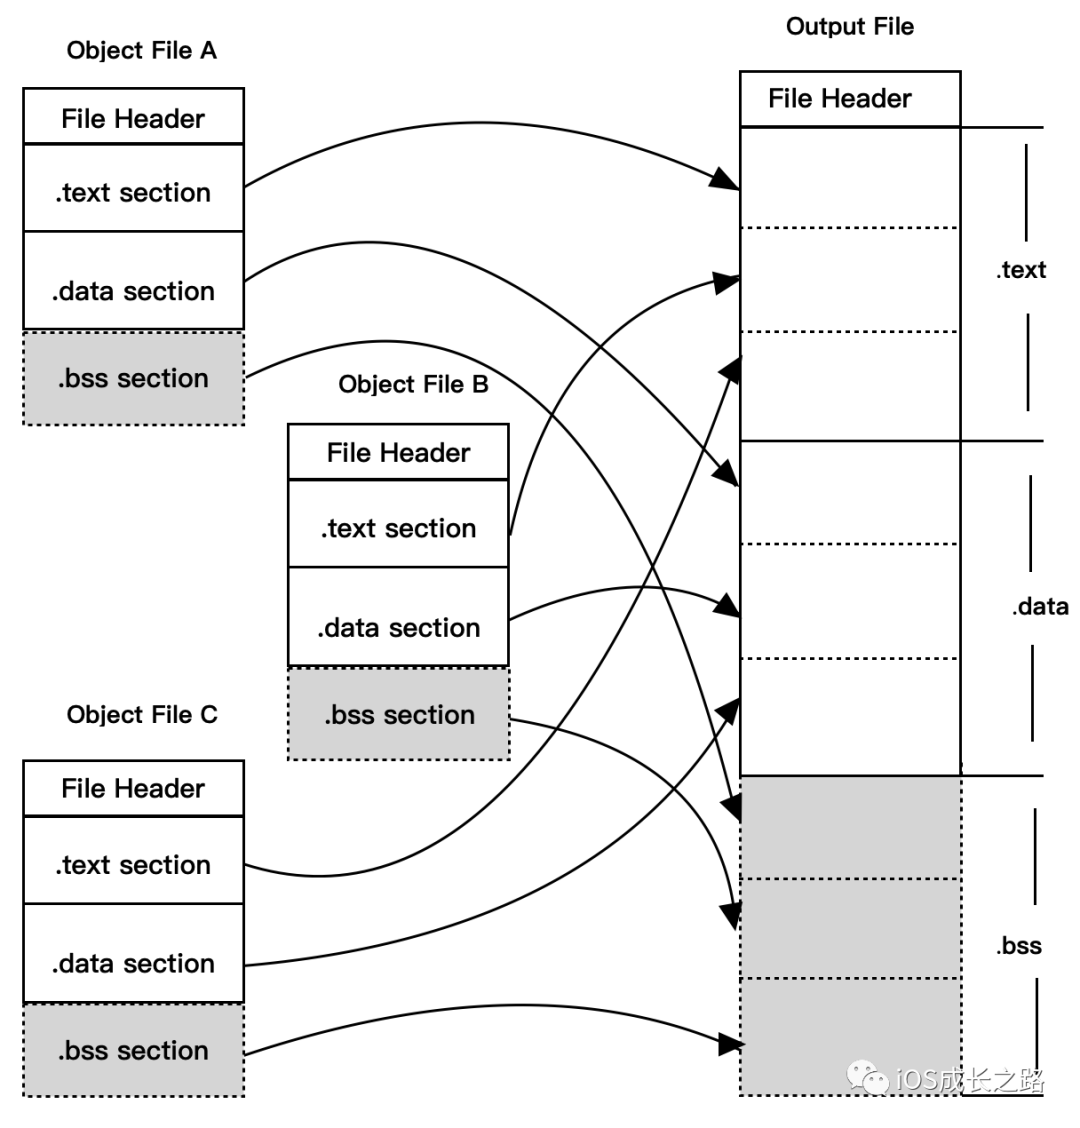 Object File A
File Header
.text section
.data section
.bss section
Object File B
File Header
.text section
.data section
.bss section
Object File C
File Header
.text section
.data section
.bss section
Output File
File Header
.text
.data
.bss
iOS成长之路